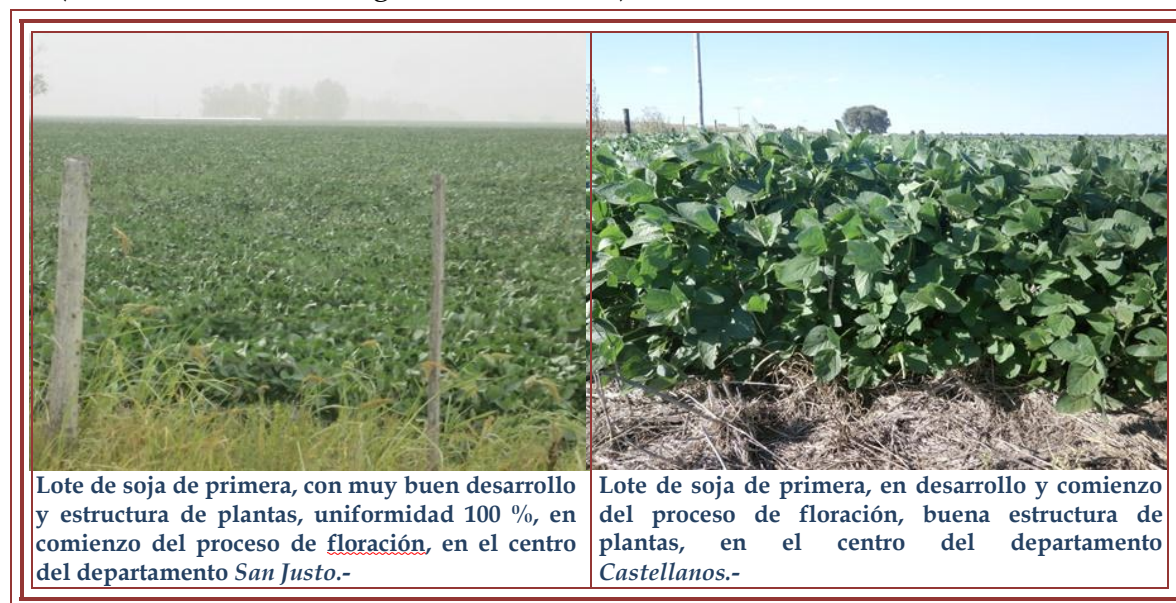 Lote de soja de primera, con muy buen desarrollo
y estructura de plantas, uniformidad 100 %, en
comienzo del proceso de floración, en el centro
del departamento San Justo.-
Lote de soja de primera, en desarrollo y comienzo
del proceso de floración, buena estructura de
plantas, en el centro del departamento
Castellanos.-